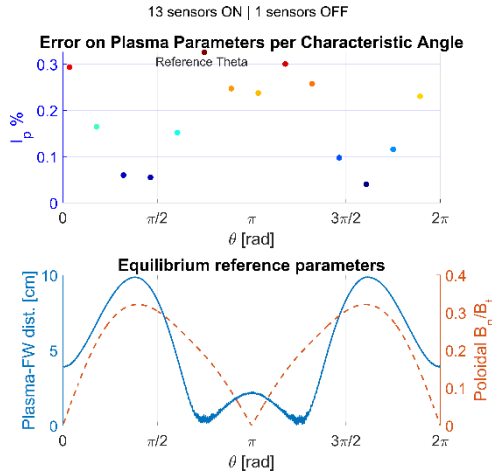 13 sensors ON | 1 sensors OFF
Error on Plasma Parameters per Characteristic Angle
Reference Theta
I_p %
0.3
0.2
0.1
0
0
π/2
π
3π/2
2π
θ [rad]
Equilibrium reference parameters
Plasma-FW dist. [cm]
10
5
0
Poloidal B_n/B_t
0.4
0.3
0.2
0.1
0
0
π/2
π
3π/2
2π
θ [rad]